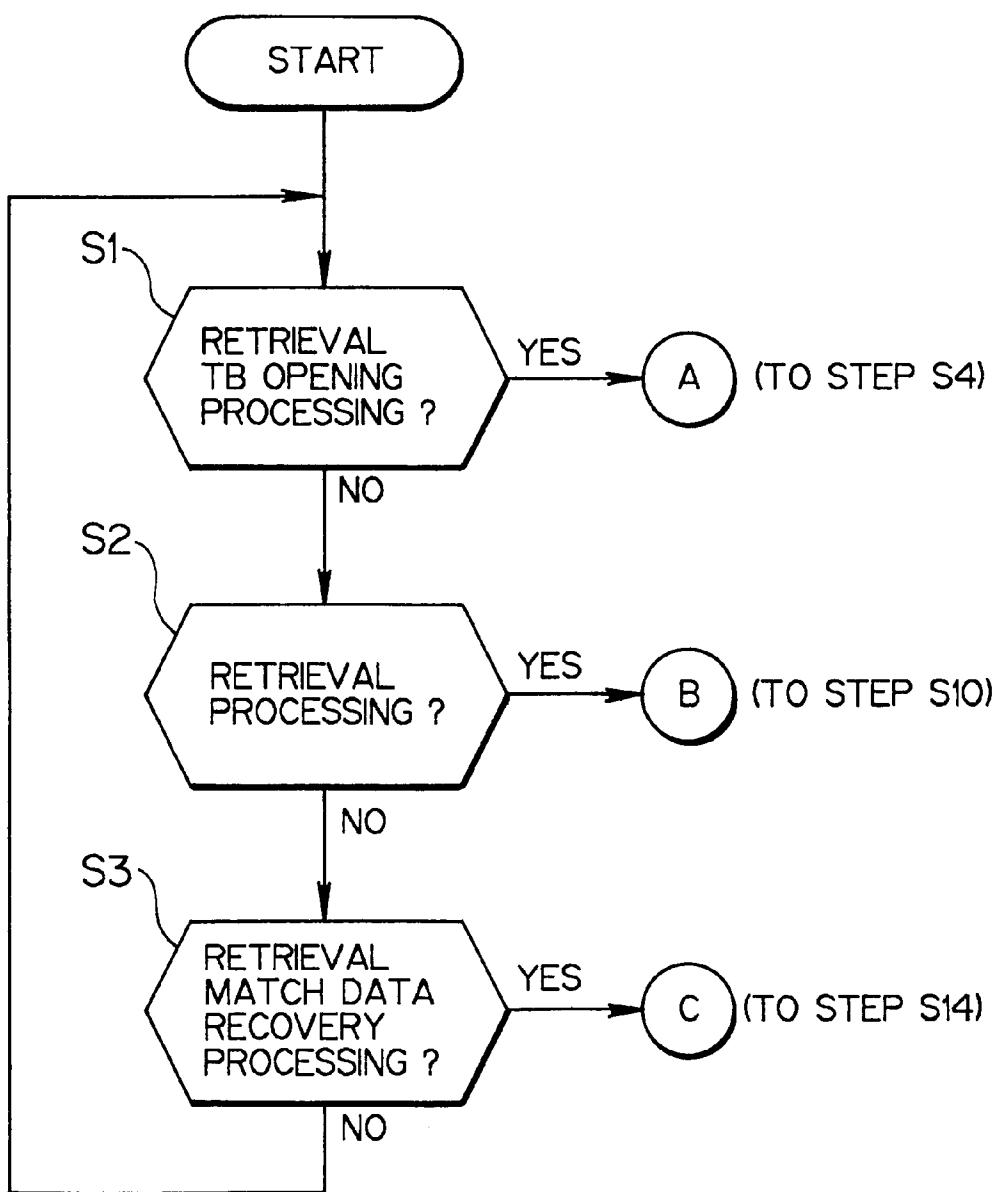 START
S1
RETRIEVAL
TB OPENING
PROCESSING ?
YES
A
(TO STEP S4)
NO
S2
RETRIEVAL
PROCESSING ?
YES
B
(TO STEP S10)
NO
S3
RETRIEVAL
MATCH DATA
RECOVERY
PROCESSING ?
YES
C
(TO STEP S14)
NO